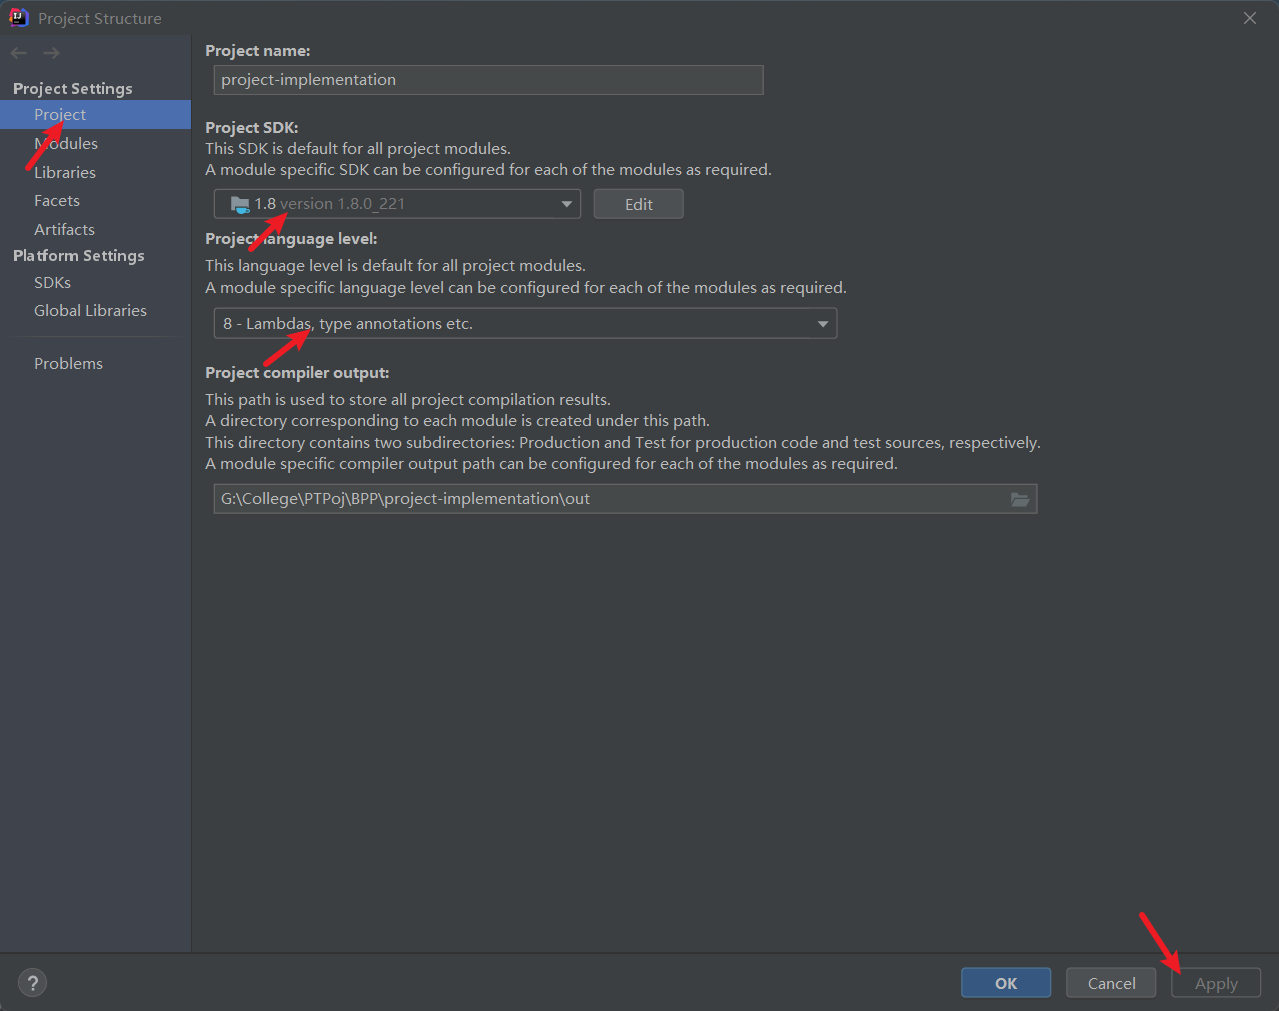 Project Structure
Project Settings
Project
Modules
Libraries
Facets
Artifacts
Platform Settings
SDKs
Global Libraries
Problems
Project name:
project-implementation
Project SDK:
This SDK is default for all project modules.
A module specific SDK can be configured for each of the modules as required.
1.8 version 1.8.0_221
Edit
Project language level:
This language level is default for all project modules.
A module specific language level can be configured for each of the modules as required.
8 - Lambdas, type annotations etc.
Project compiler output:
This path is used to store all project compilation results.
A directory corresponding to each module is created under this path.
This directory contains two subdirectories: Production and Test for production code and test sources, respectively.
A module specific compiler output path can be configured for each of the modules as required.
G:\College\PTPoj\BPP\project-implementation\out
?
OK
Cancel
Apply